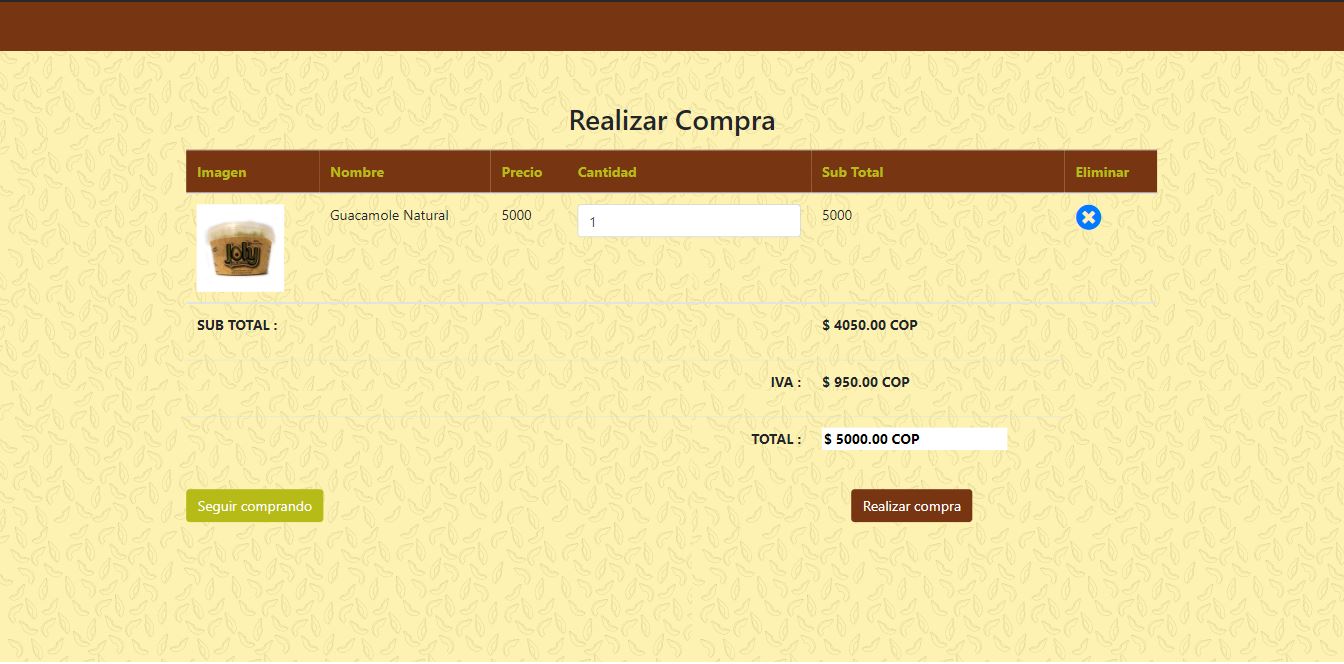 Realizar Compra
Imagen Nombre Precio Cantidad Sub Total Eliminar
Joly Guacamole Natural 5000 1 5000
SUB TOTAL : $ 4050.00 COP
IVA : $ 950.00 COP
TOTAL : $ 5000.00 COP
Seguir comprando Realizar compra